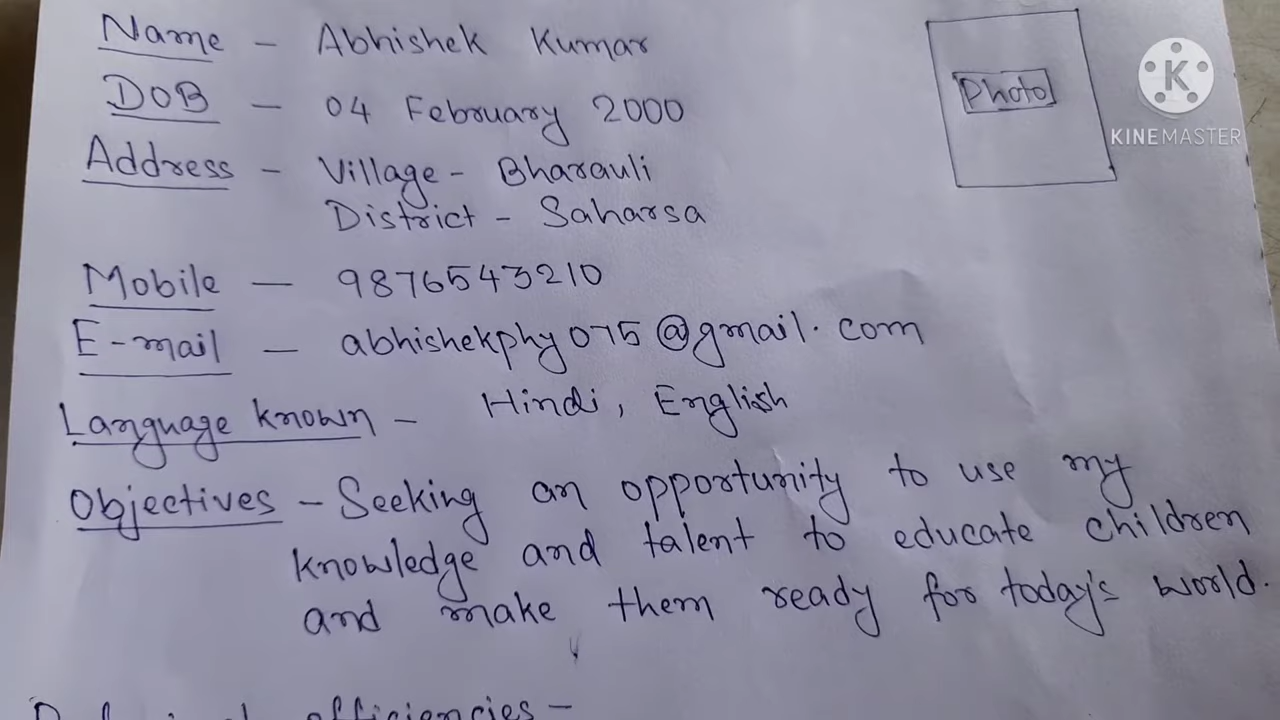 Name - Abhishek Kumar
Photo
KINEMASTER
DOB - 04 February 2000
Address - Village - Bharauli
District - Saharsa
Mobile - 9876543210
E-mail - abhishekphy075@gmail.com
Language known - Hindi, English
Objectives - Seeking an opportunity to use my
knowledge and talent to educate children
and make them ready for today's world.
efficiencies -